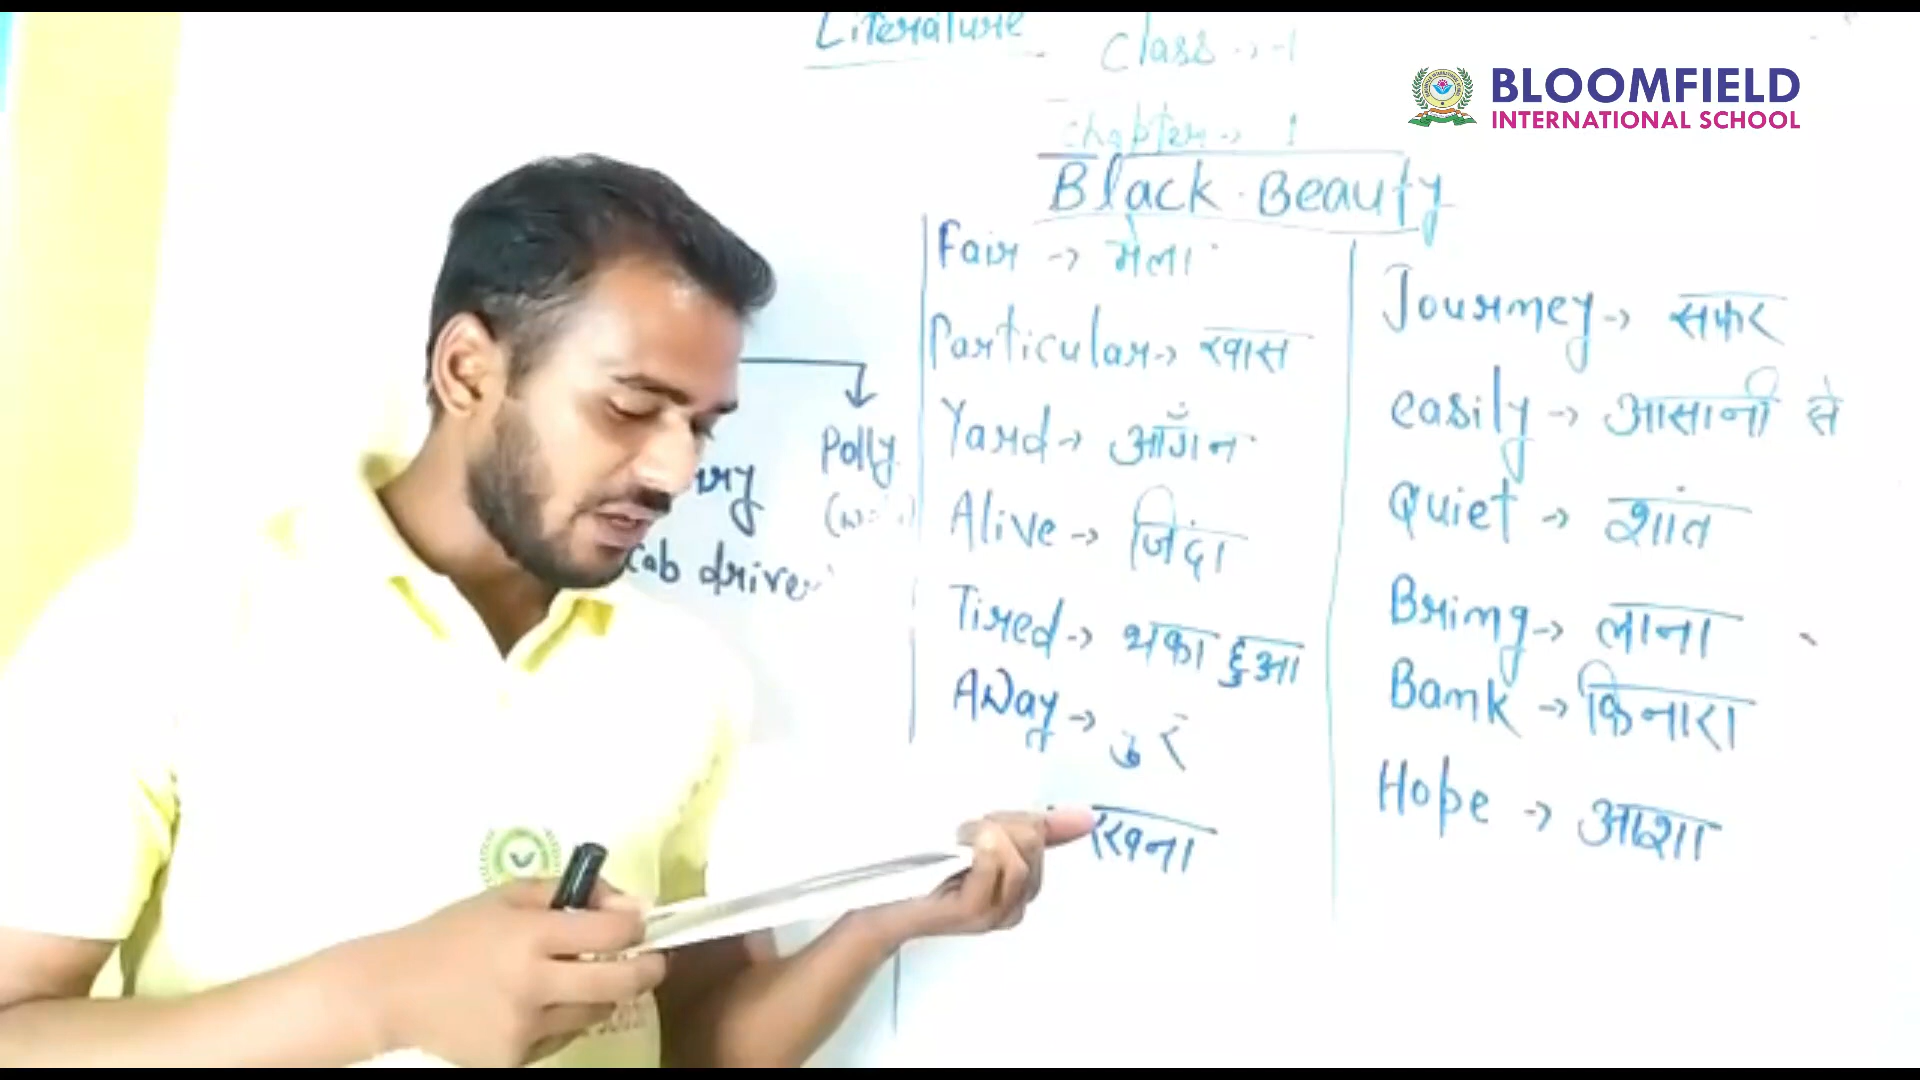 Literature
Class → 1
Chapter → 1
Black Beauty
BLOOMFIELD
INTERNATIONAL SCHOOL
Polly
Cab driver
Fair → मेला
Particular → खास
Yard → आँगन
Alive → जिंदा
Tired → थका हुआ
Away → दुर
रखना
Journey → सफर
easily → आसानी से
Quiet → शांत
Bring → लाना
Bank → किनारा
Hope → आशा